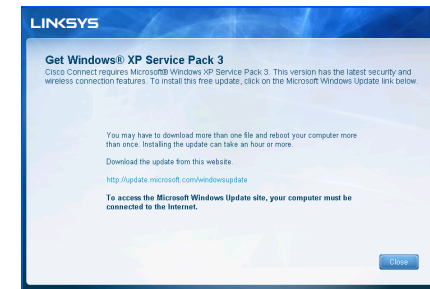 LINKSYS
Get Windows® XP Service Pack 3
Cisco Connect requires Microsoft® Windows XP Service Pack 3. This version has the latest security and
wireless connection features. To install this free update, click on the Microsoft Windows Update link below.
You may have to download more than one file and reboot your computer more
than once. Installing the update can take an hour or more.
Download the update from this website.
http://update.microsoft.com/windowsupdate
To access the Microsoft Windows Update site, your computer must be
connected to the Internet.
Close